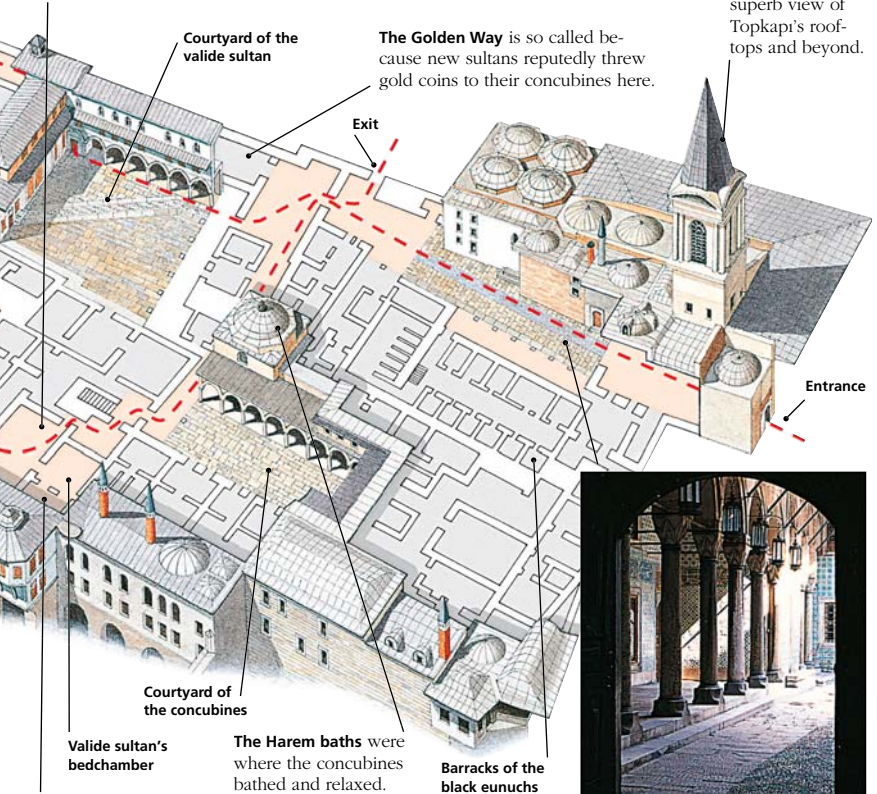 superb view of
Topkapı's roof-
tops and beyond.
Courtyard of the
valide sultan
The Golden Way is so called be-
cause new sultans reputedly threw
gold coins to their concubines here.
Exit
Entrance
Courtyard of
the concubines
Valide sultan's
bedchamber
The Harem baths were
where the concubines
bathed and relaxed.
Barracks of the
black eunuchs